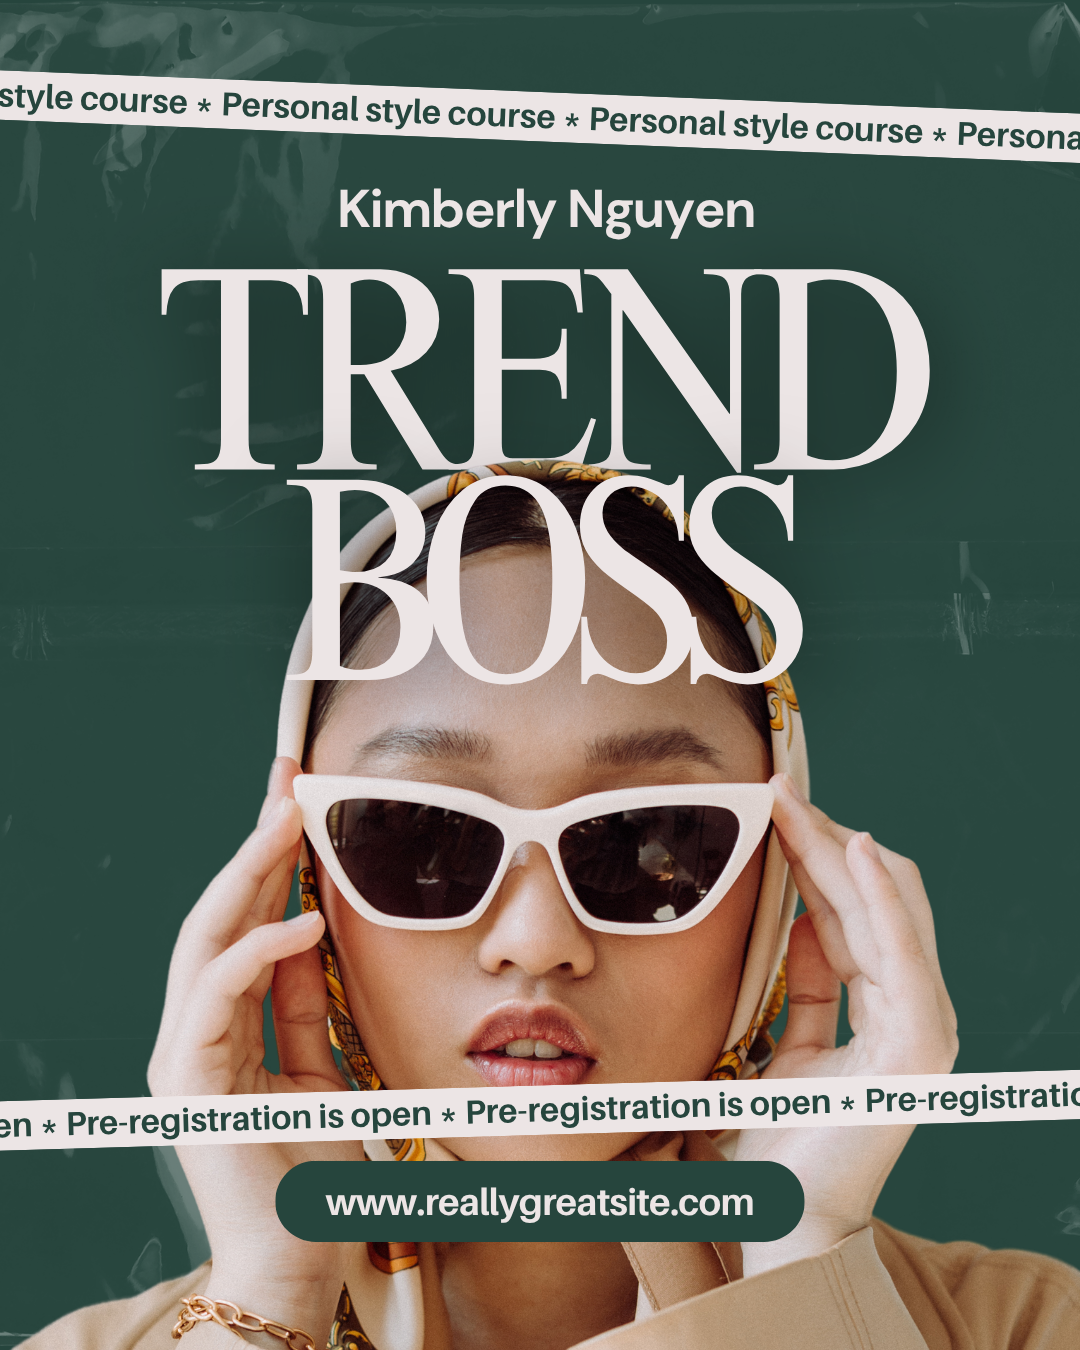 style course * Personal style course * Personal style course * Persona
Kimberly Nguyen
TREND
BOSS
en * Pre-registration is open * Pre-registration is open * Pre-registratio
www.reallygreatsite.com